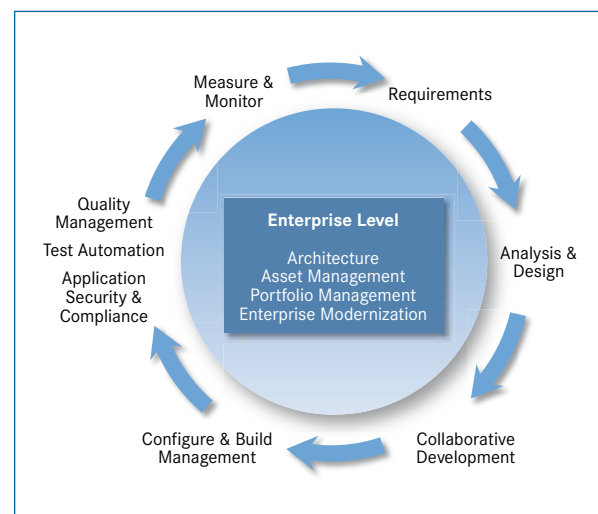 Measure &
Monitor
Requirements
Analysis &
Design
Collaborative
Development
Configure & Build
Management
Quality
Management
Test Automation
Application
Security &
Compliance
Enterprise Level
Architecture
Asset Management
Portfolio Management
Enterprise Modernization